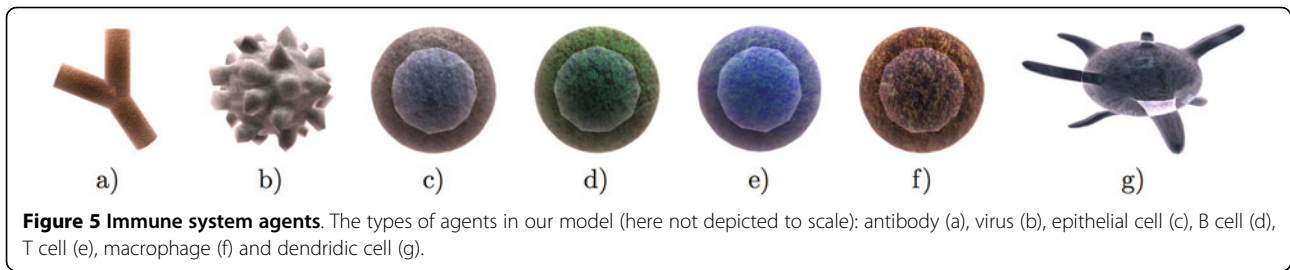 a) b) c) d) e) f) g)
Figure 5 Immune system agents. The types of agents in our model (here not depicted to scale): antibody (a), virus (b), epithelial cell (c), B cell (d),
T cell (e), macrophage (f) and dendridic cell (g).